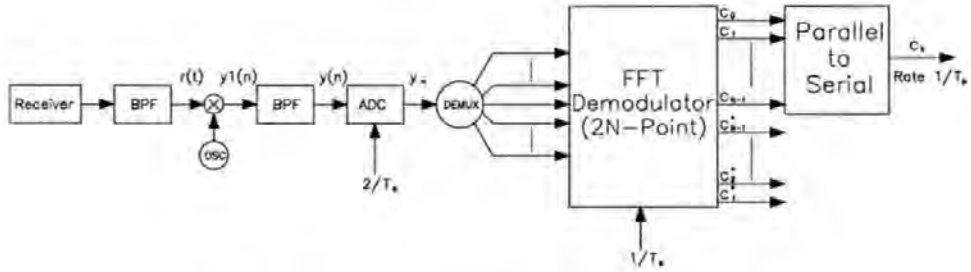 Receiver
BPF
r(t)
OSC
y1(n)
BPF
y(n)
ADC
2/Tₛ
yₙ
DEMUX
FFT
Demodulator
(2N-Point)
1/Tₛ
C₀
C₁
Cₙ₋₁
C*ₙ₋₁
C*₂
C*₁
Parallel
to
Serial
Cₖ
Rate 1/Tₛ